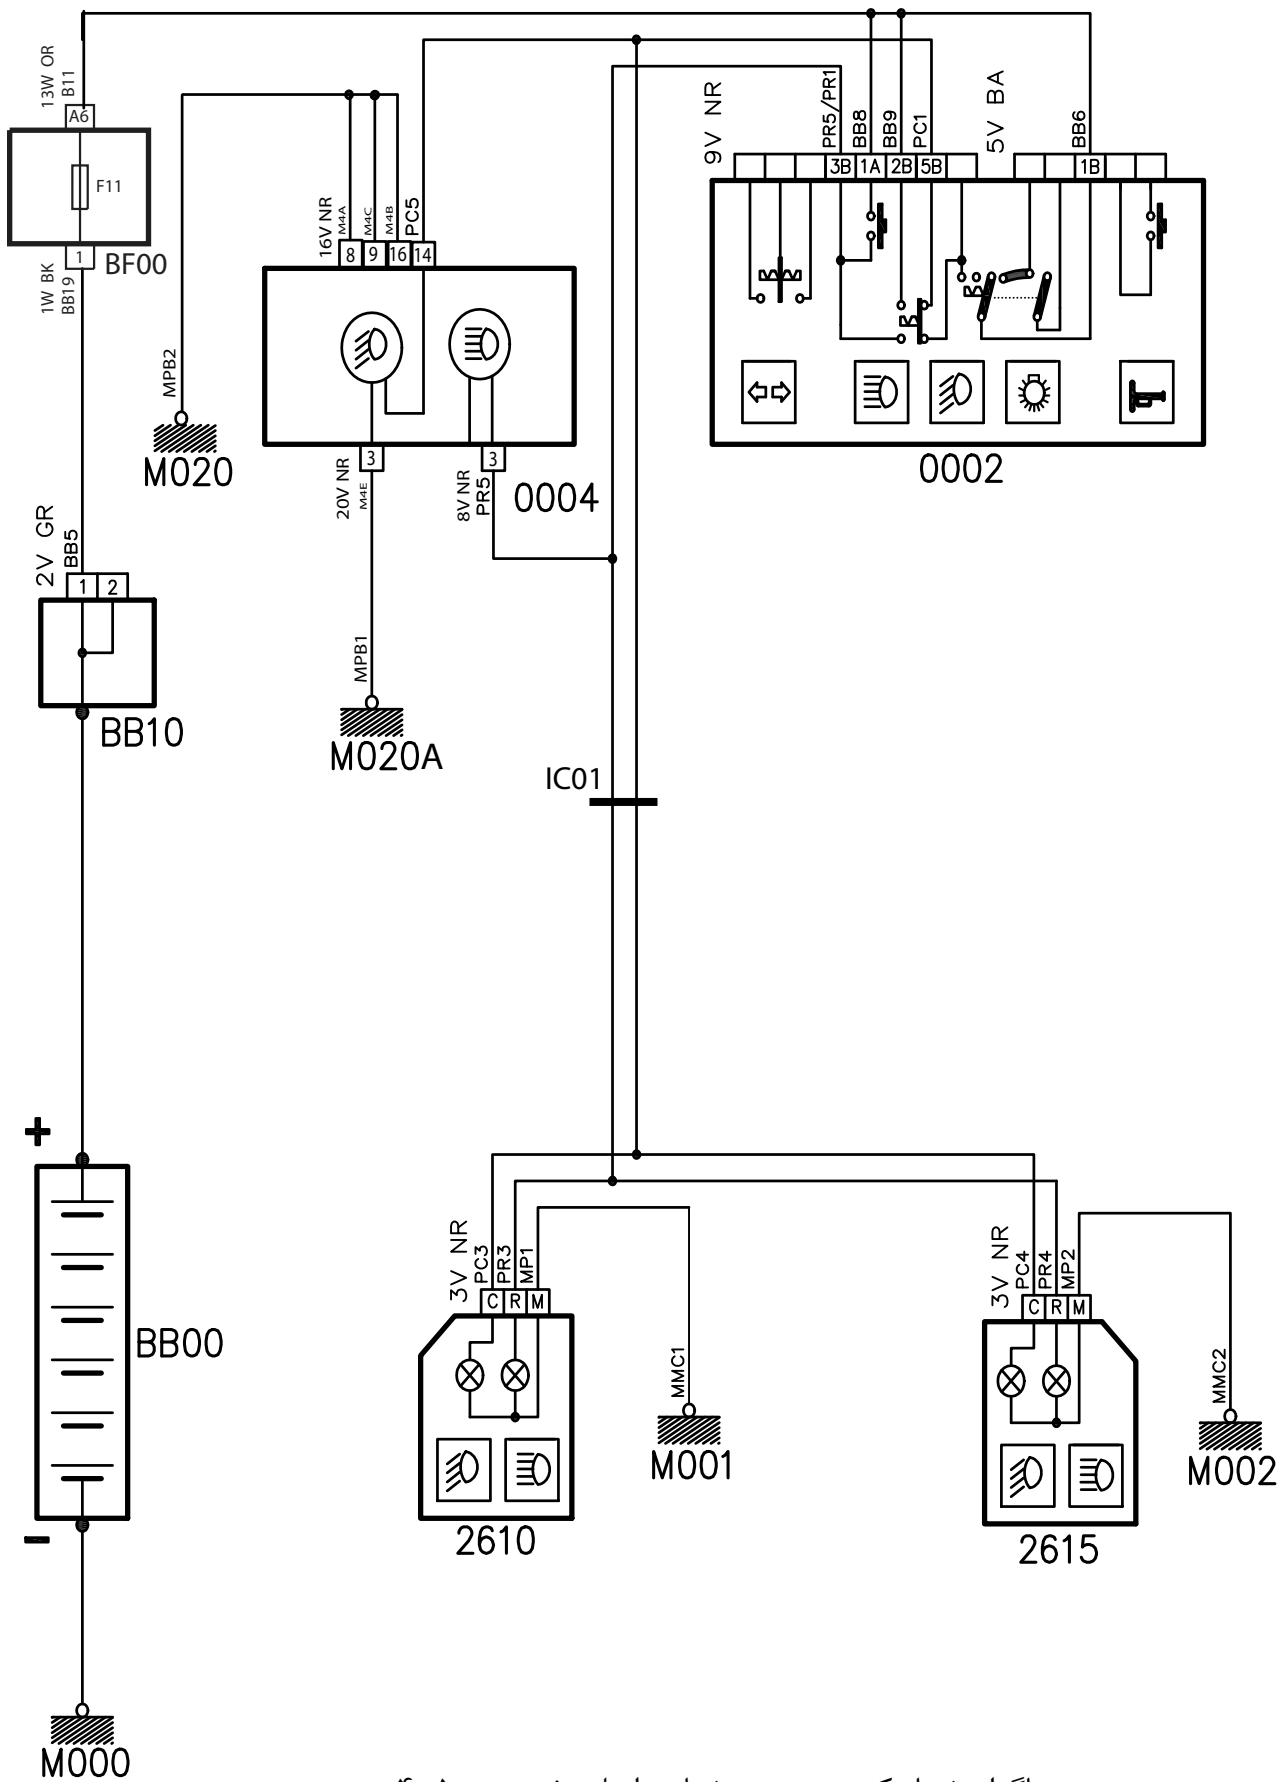 13W OR
B11
A6
F11
1
BF00
1W BK
BB19
MPB2
M020
16V NR
M4A
M4C
M4B
PC5
8
9
16
14
20V NR
M4E
3
8V NR
PR5
3
0004
MPB1
M020A
9V NR
PR5/PR1
BB8
BB9
PC1
5V BA
BB6
3B
1A
2B
5B
1B
0002
2V GR
BB5
1
2
BB10
IC01
+
BB00
-
M000
3V NR
PC3
PR3
MP1
C
R
M
2610
MMC1
M001
3V NR
PC4
PR4
MP2
C
R
M
2615
MMC2
M002